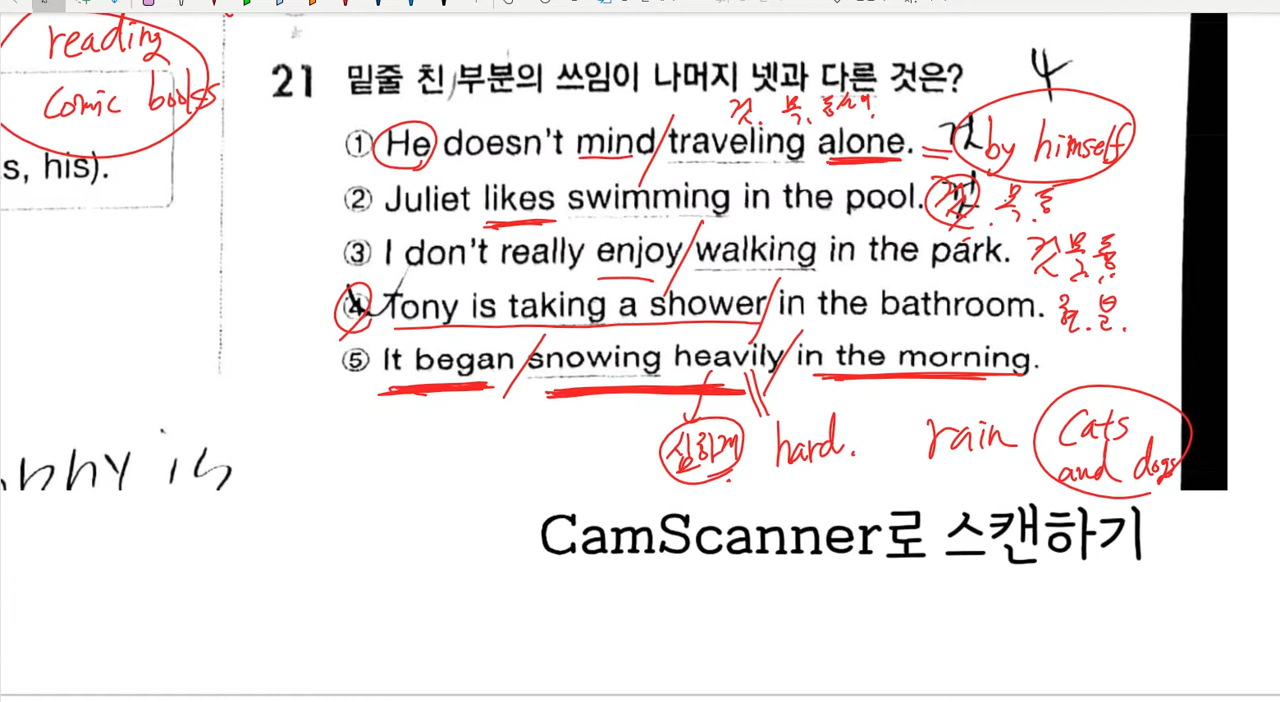 reading
comic books
s, his).
21 밑줄 친 부분의 쓰임이 나머지 넷과 다른 것은? 4
것. 목. 동명사
① He doesn't mind / traveling alone. = 것 by himself
② Juliet likes swimming in the pool. 것 목. 동
③ I don't really enjoy / walking in the park. 것 목 동
④ Tony is taking a shower / in the bathroom. 현. 분.
⑤ It began / snowing heavily / in the morning.
심하게 hard. rain cats
and dogs
is
CamScanner로 스캔하기